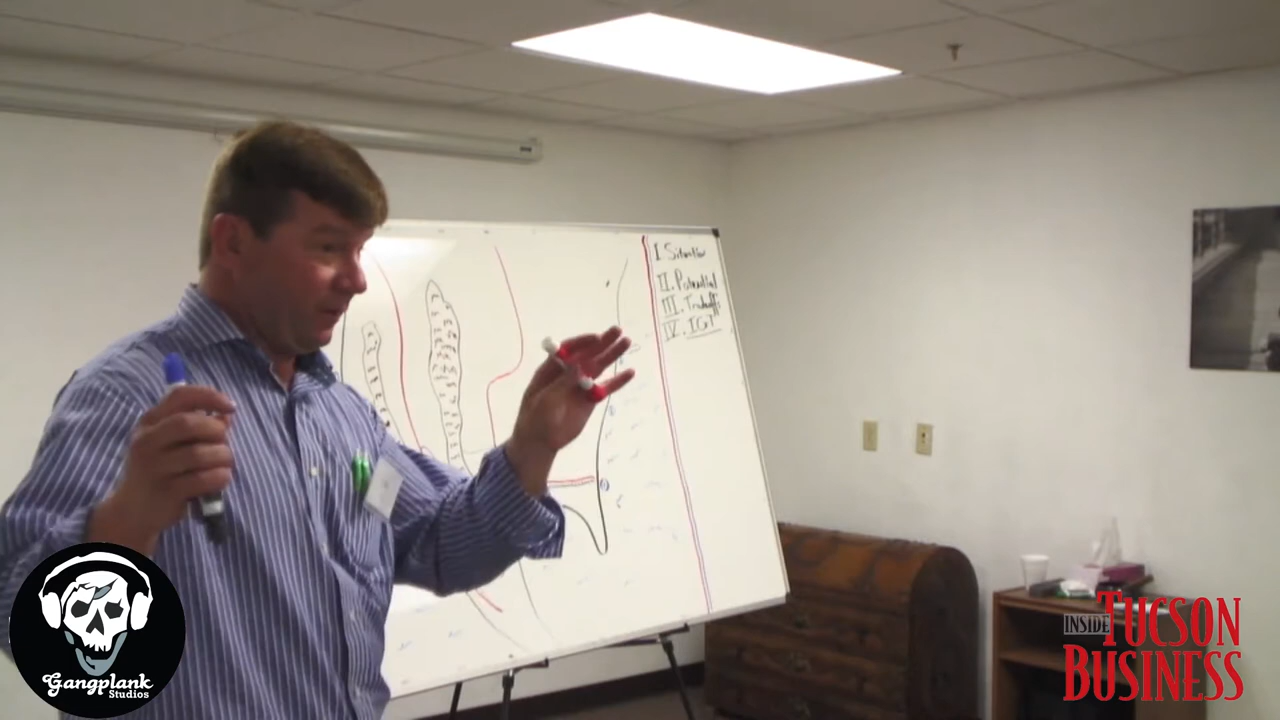 I. Situation
II. Potential
III. Tradeoffs
IV. IGT
Gangplank
Studios
INSIDE
TUCSON
BUSINESS